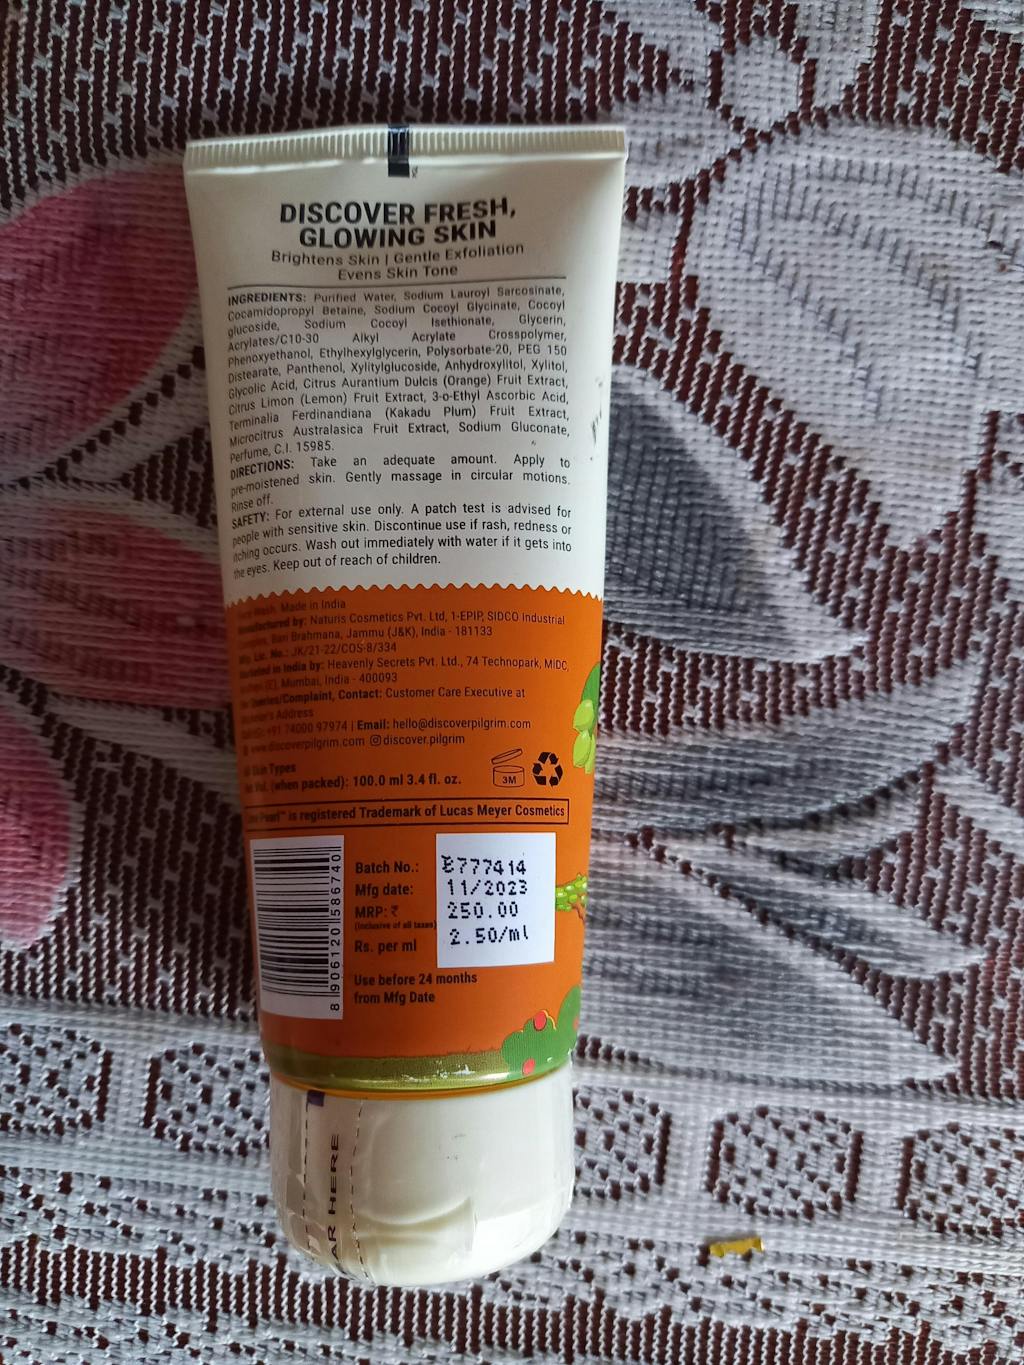 DISCOVER FRESH,
GLOWING SKIN
Brightens Skin | Gentle Exfoliation
Evens Skin Tone
INGREDIENTS: Purified Water, Sodium Lauroyl Sarcosinate,
Cocamidopropyl Betaine, Sodium Cocoyl Glycinate, Cocoyl
glucoside, Sodium Cocoyl Isethionate, Glycerin,
Acrylates/C10-30 Alkyl Acrylate Crosspolymer,
Phenoxyethanol, Ethylhexylglycerin, Polysorbate-20, PEG 150
Distearate, Panthenol, Xylitylglucoside, Anhydroxylitol, Xylitol,
Glycolic Acid, Citrus Aurantium Dulcis (Orange) Fruit Extract,
Citrus Limon (Lemon) Fruit Extract, 3-o-Ethyl Ascorbic Acid,
Terminalia Ferdinandiana (Kakadu Plum) Fruit Extract,
Microcitrus Australasica Fruit Extract, Sodium Gluconate,
Perfume, C.I. 15985.
DIRECTIONS: Take an adequate amount. Apply to
pre-moistened skin. Gently massage in circular motions.
Rinse off.
SAFETY: For external use only. A patch test is advised for
people with sensitive skin. Discontinue use if rash, redness or
itching occurs. Wash out immediately with water if it gets into
the eyes. Keep out of reach of children.
Wash. Made in India
Manufactured by: Naturis Cosmetics Pvt. Ltd, 1-EPIP, SIDCO Industrial
Complex, Bari Brahmana, Jammu (J&K), India - 181133
Mfg. Lic. No.: JK/21-22/COS-8/334
Marketed in India by: Heavenly Secrets Pvt. Ltd., 74 Technopark, MIDC,
(E), Mumbai, India - 400093
For Queries/Complaint, Contact: Customer Care Executive at
Address
+91 74000 97974 | Email: hello@discoverpilgrim.com
www.discoverpilgrim.com discover.pilgrim
Skin Types
Vol. (when packed): 100.0 ml 3.4 fl. oz.
3M
Pearl™ is registered Trademark of Lucas Meyer Cosmetics
8 906120 586740
Batch No.: E777414
Mfg date: 11/2023
MRP: ₹ 250.00
(Inclusive of all taxes)
Rs. per ml 2.50/ml
Use before 24 months
from Mfg Date
AR HERE